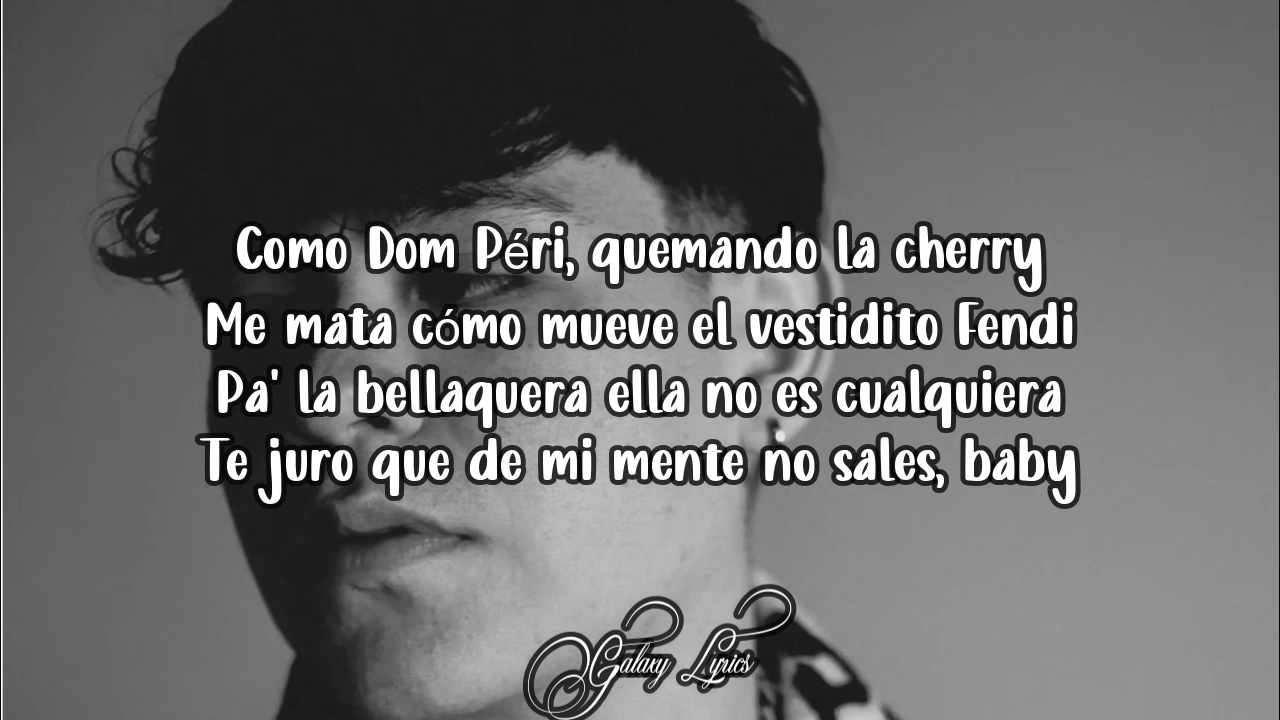 Como Dom Péri, quemando la cherry
Me mata cómo mueve el vestidito Fendi
Pa' la bellaquera ella no es cualquiera
Te juro que de mi mente no sales, baby
Galaxy Lyrics